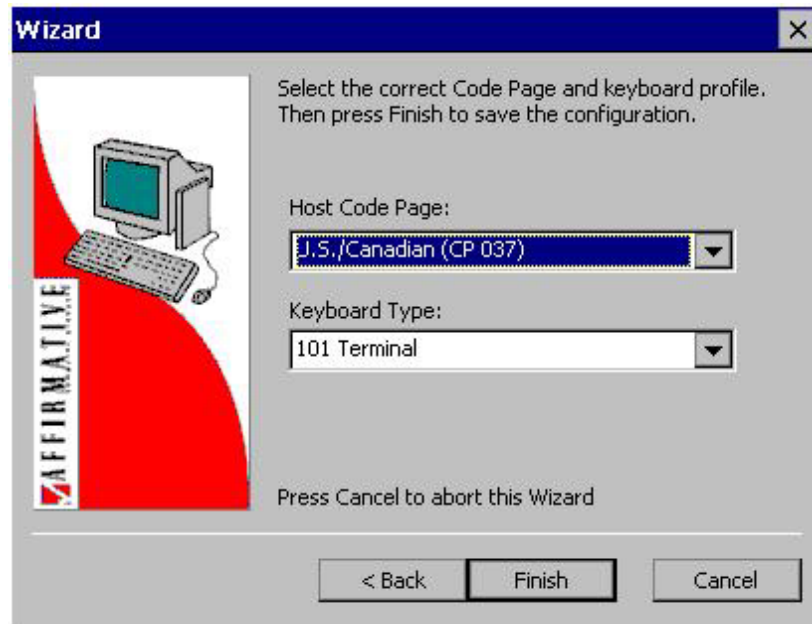 Wizard
Select the correct Code Page and keyboard profile.
Then press Finish to save the configuration.
Host Code Page:
J.S./Canadian (CP 037)
Keyboard Type:
101 Terminal
AFFIRMATIVE
Press Cancel to abort this Wizard
< Back
Finish
Cancel